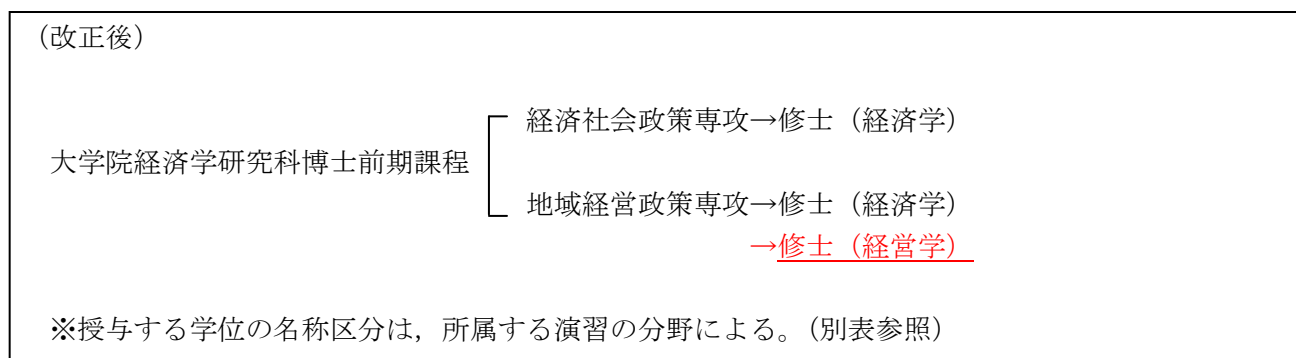 （改正後）
経済社会政策専攻→修士（経済学）
大学院経済学研究科博士前期課程
地域経営政策専攻→修士（経済学）
→修士（経営学）
※授与する学位の名称区分は，所属する演習の分野による。（別表参照）